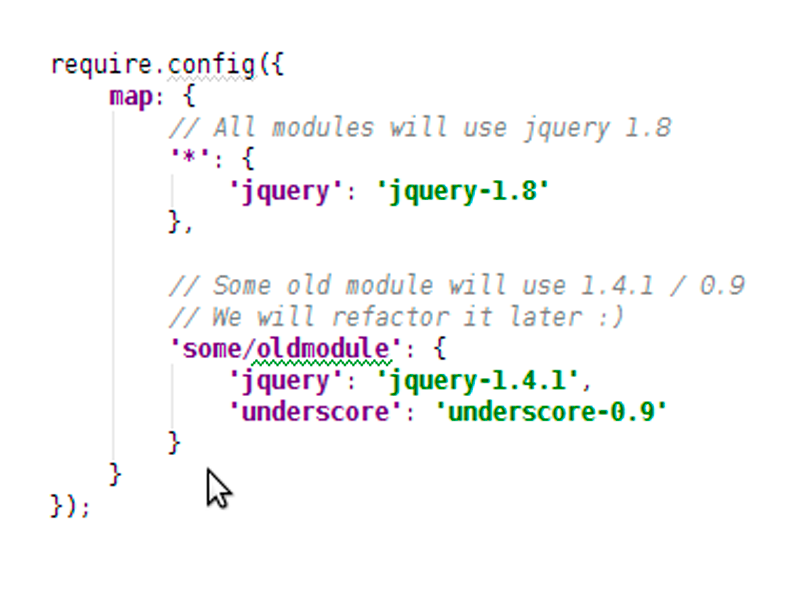 require.config({
    map: {
        // All modules will use jquery 1.8
        '*': {
            'jquery': 'jquery-1.8'
        },

        // Some old module will use 1.4.1 / 0.9
        // We will refactor it later :)
        'some/oldmodule': {
            'jquery': 'jquery-1.4.1',
            'underscore': 'underscore-0.9'
        }
    }
});